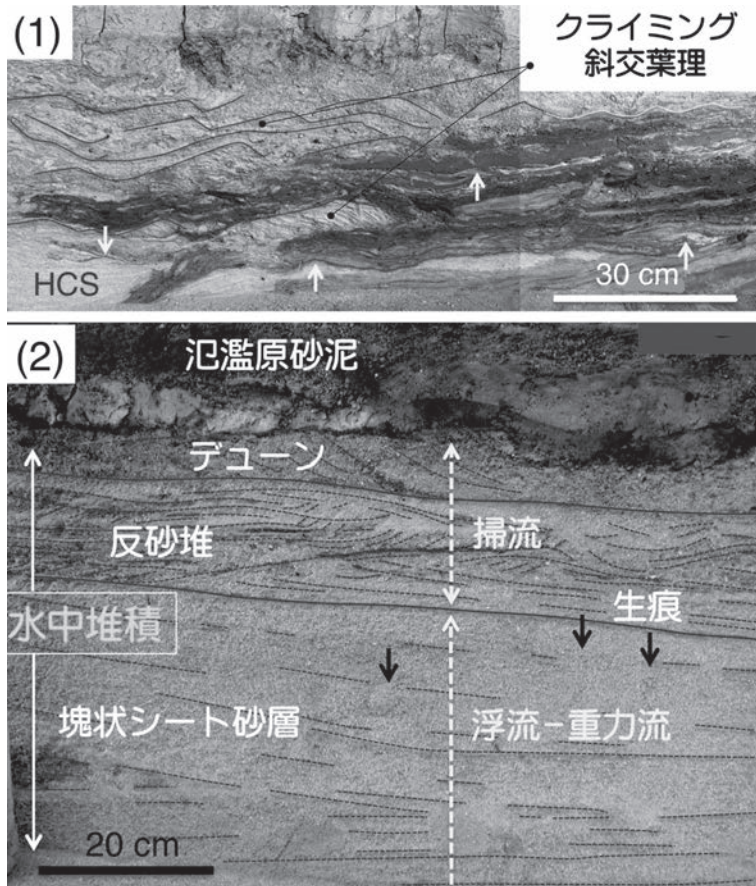 (1)
クライミング
斜交葉理
HCS
30 cm
(2)
氾濫原砂泥
デューン
反砂堆
掃流
生痕
水中堆積
塊状シート砂層
浮流−重力流
20 cm